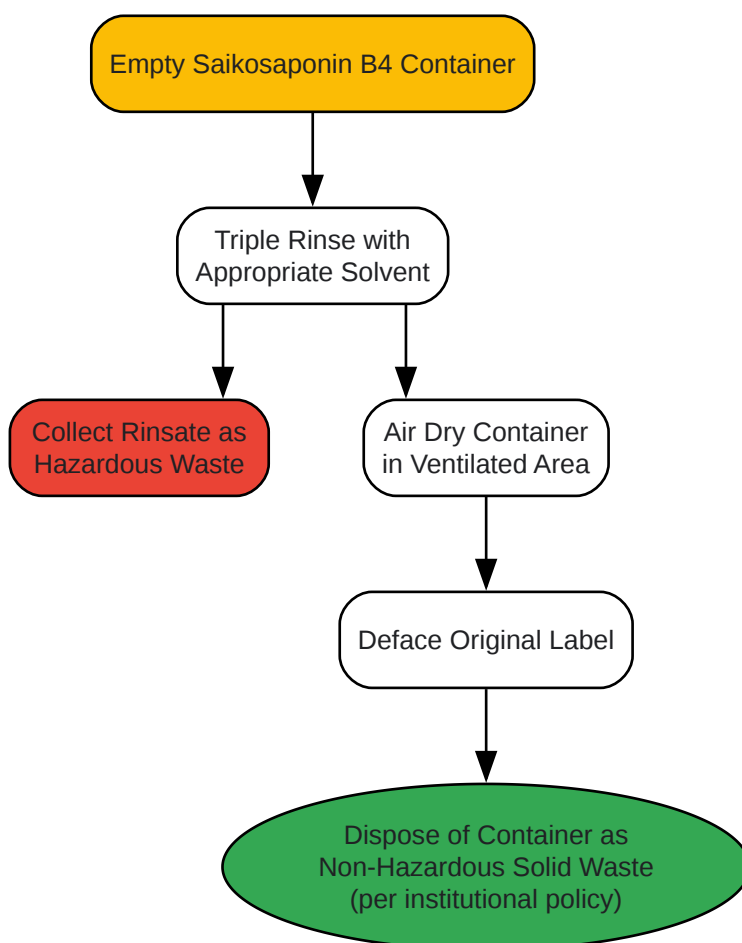 Empty Saikosaponin B4 Container
Triple Rinse with
Appropriate Solvent
Collect Rinsate as
Hazardous Waste
Air Dry Container
in Ventilated Area
Deface Original Label
Dispose of Container as
Non-Hazardous Solid Waste
(per institutional policy)